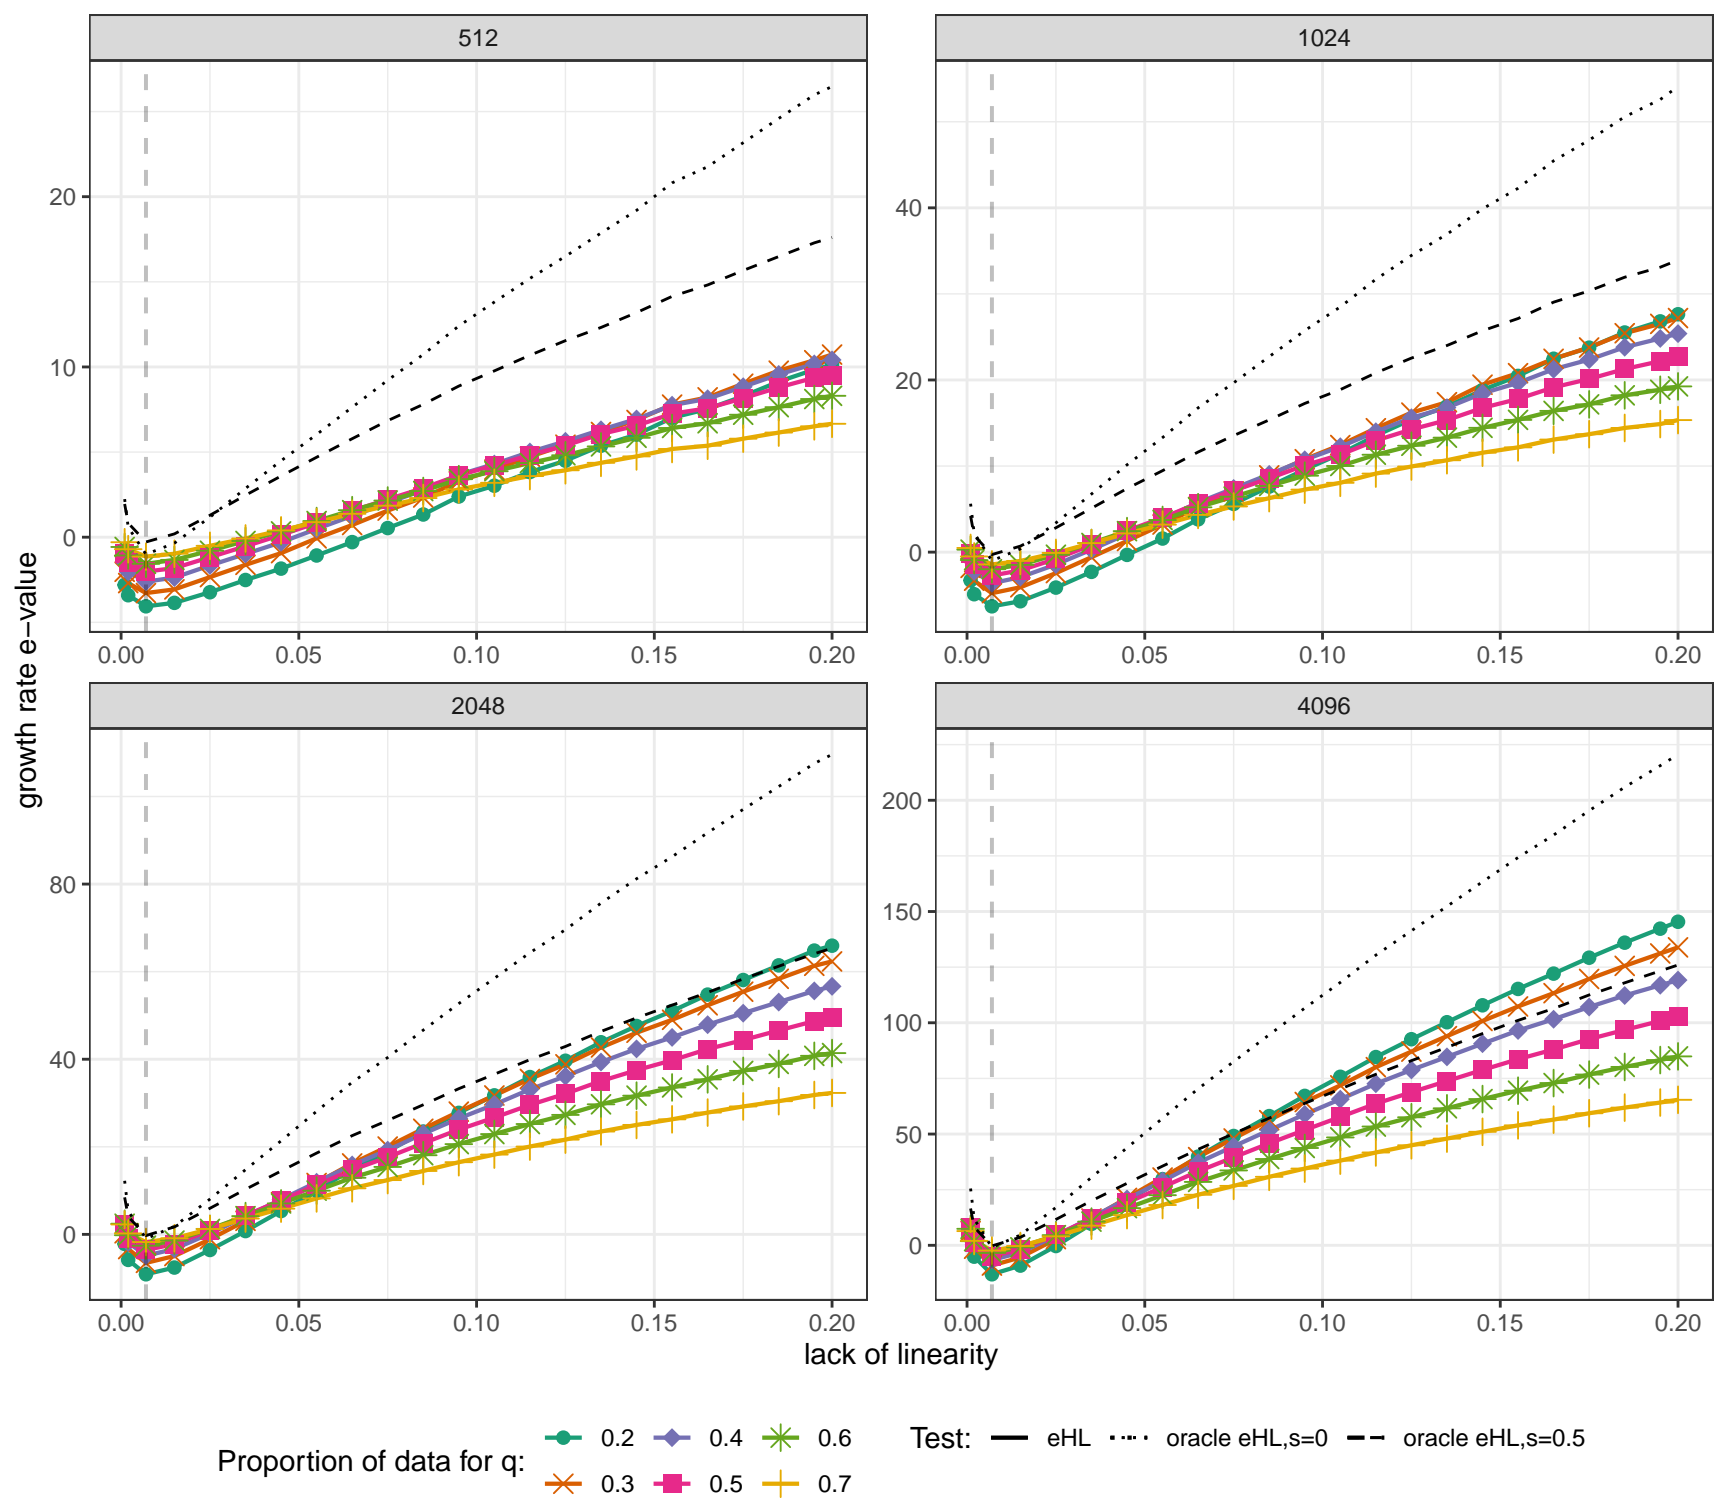 512
1024
20
10
0
40
20
0
0.00 0.05 0.10 0.15 0.20
0.00 0.05 0.10 0.15 0.20
growth rate e−value
2048
4096
80
40
0
200
150
100
50
0
0.00 0.05 0.10 0.15 0.20
0.00 0.05 0.10 0.15 0.20
lack of linearity
Proportion of data for q:
0.2 0.4 0.6
0.3 0.5 0.7
Test: eHL oracle eHL,s=0 oracle eHL,s=0.5